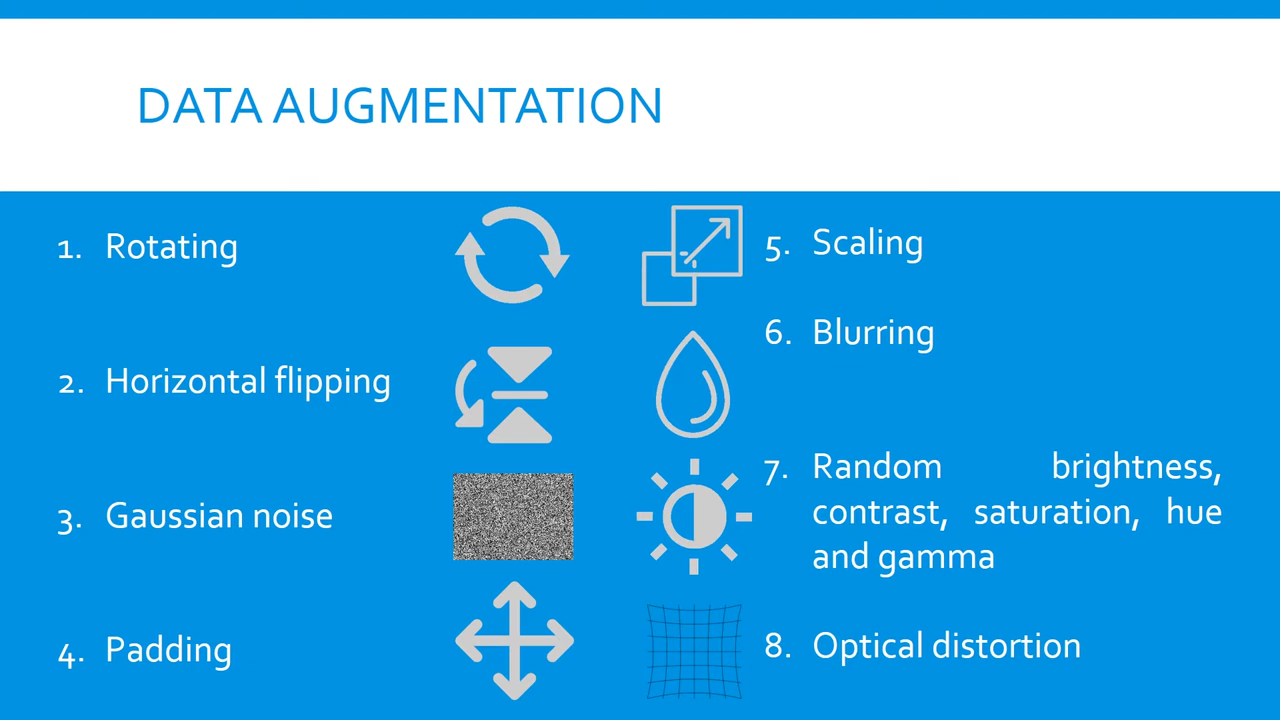 DATA AUGMENTATION
1. Rotating
2. Horizontal flipping
3. Gaussian noise
4. Padding
5. Scaling
6. Blurring
7. Random brightness,
contrast, saturation, hue
and gamma
8. Optical distortion